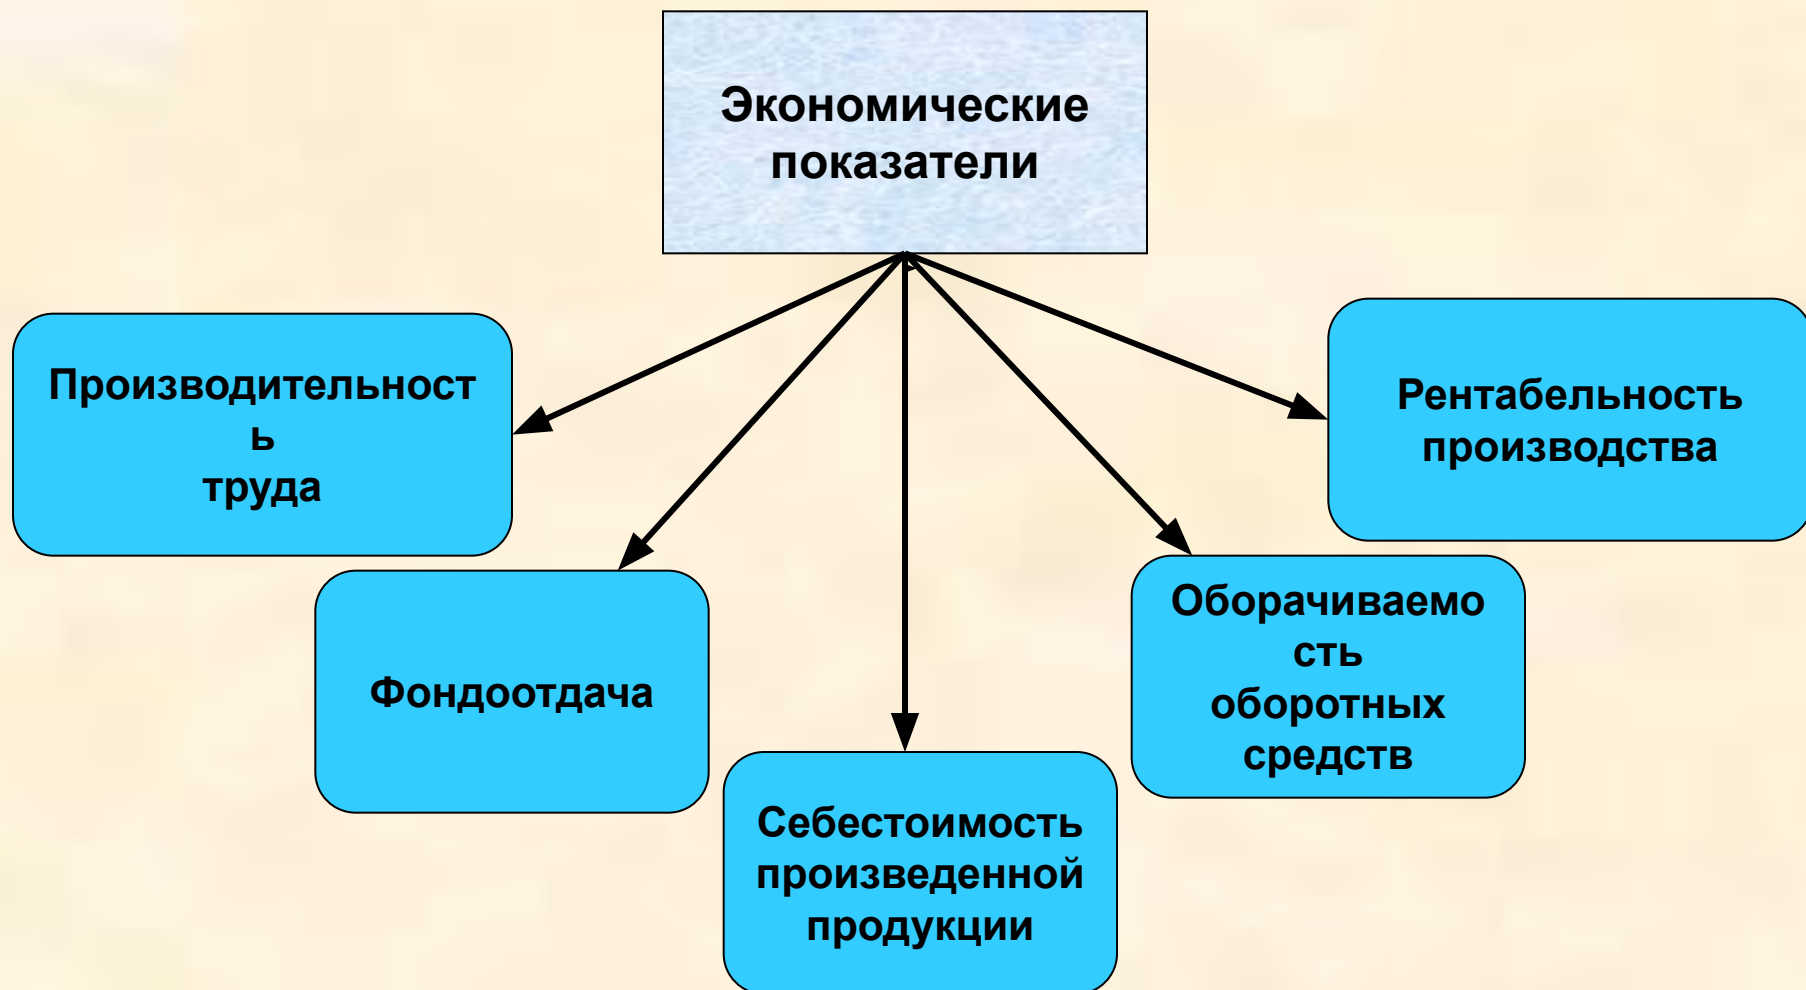 Экономические
показатели
Производительност
ь
труда
Рентабельность
производства
Фондоотдача
Оборачиваемо
сть
оборотных
средств
Себестоимость
произведенной
продукции